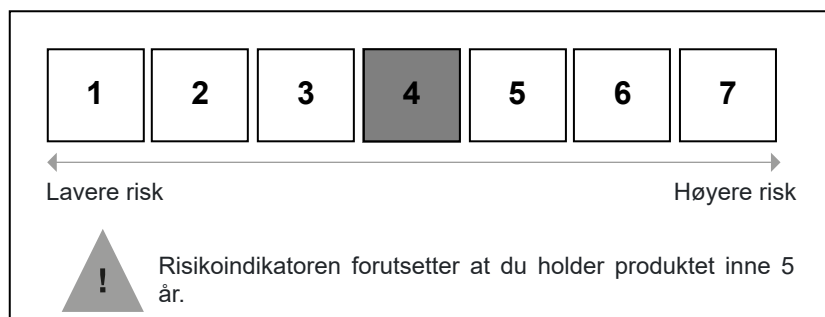 1 2 3 4 5 6 7
Lavere risk Høyere risk
! Risikoindikatoren forutsetter at du holder produktet inne 5
år.